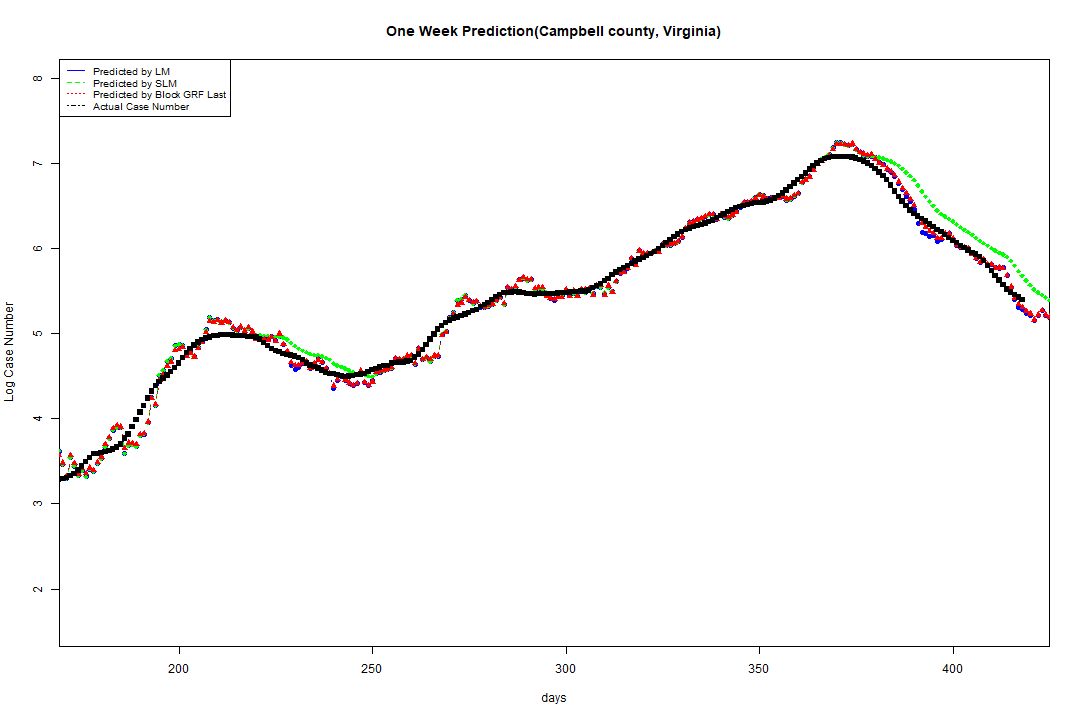 One Week Prediction(Campbell county, Virginia)
Predicted by LM
Predicted by SLM
Predicted by Block GRF Last
Actual Case Number
8
7
6
5
4
3
2
Log Case Number
200 250 300 350 400
days